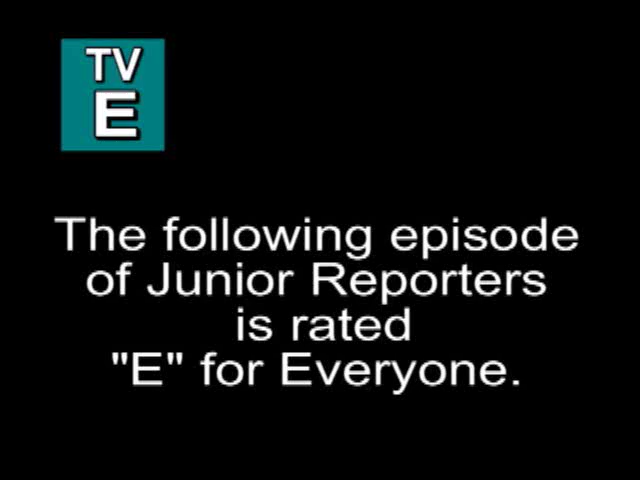 TV
E
The following episode
of Junior Reporters
is rated
"E" for Everyone.